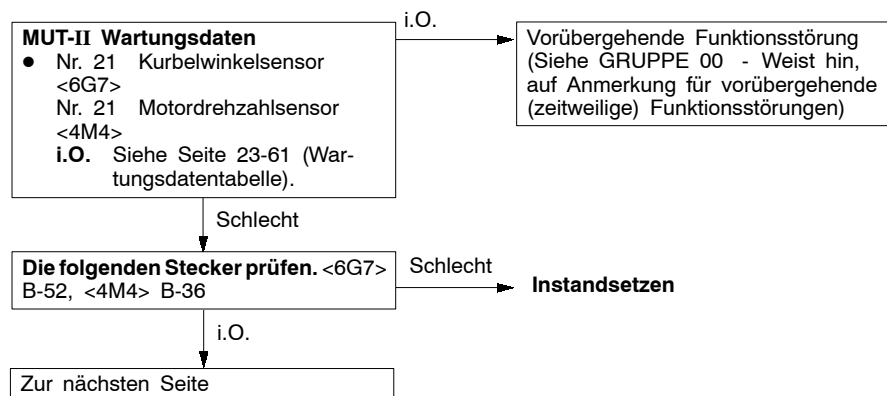 i.O.
MUT-II Wartungsdaten
● Nr. 21 Kurbelwinkelsensor
<6G7>
Nr. 21 Motordrehzahlsensor
<4M4>
i.O. Siehe Seite 23-61 (War-
tungsdatentabelle).
Vorübergehende Funktionsstörung
(Siehe GRUPPE 00 - Weist hin,
auf Anmerkung für vorübergehende
(zeitweilige) Funktionsstörungen)
Schlecht
Die folgenden Stecker prüfen. <6G7>
B-52, <4M4> B-36
Schlecht
Instandsetzen
i.O.
Zur nächsten Seite